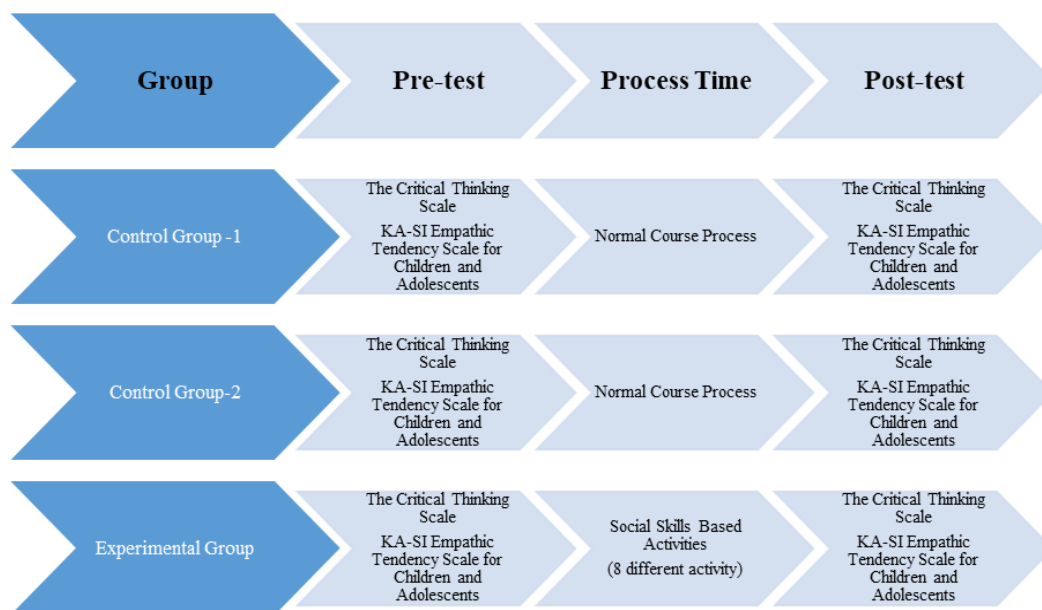 Group
Pre-test
Process Time
Post-test
Control Group -1
The Critical Thinking
Scale
KA-SI Empathic
Tendency Scale for
Children and
Adolescents
Normal Course Process
The Critical Thinking
Scale
KA-SI Empathic
Tendency Scale for
Children and
Adolescents
Control Group-2
The Critical Thinking
Scale
KA-SI Empathic
Tendency Scale for
Children and
Adolescents
Normal Course Process
The Critical Thinking
Scale
KA-SI Empathic
Tendency Scale for
Children and
Adolescents
Experimental Group
The Critical Thinking
Scale
KA-SI Empathic
Tendency Scale for
Children and
Adolescents
Social Skills Based
Activities
(8 different activity)
The Critical Thinking
Scale
KA-SI Empathic
Tendency Scale for
Children and
Adolescents